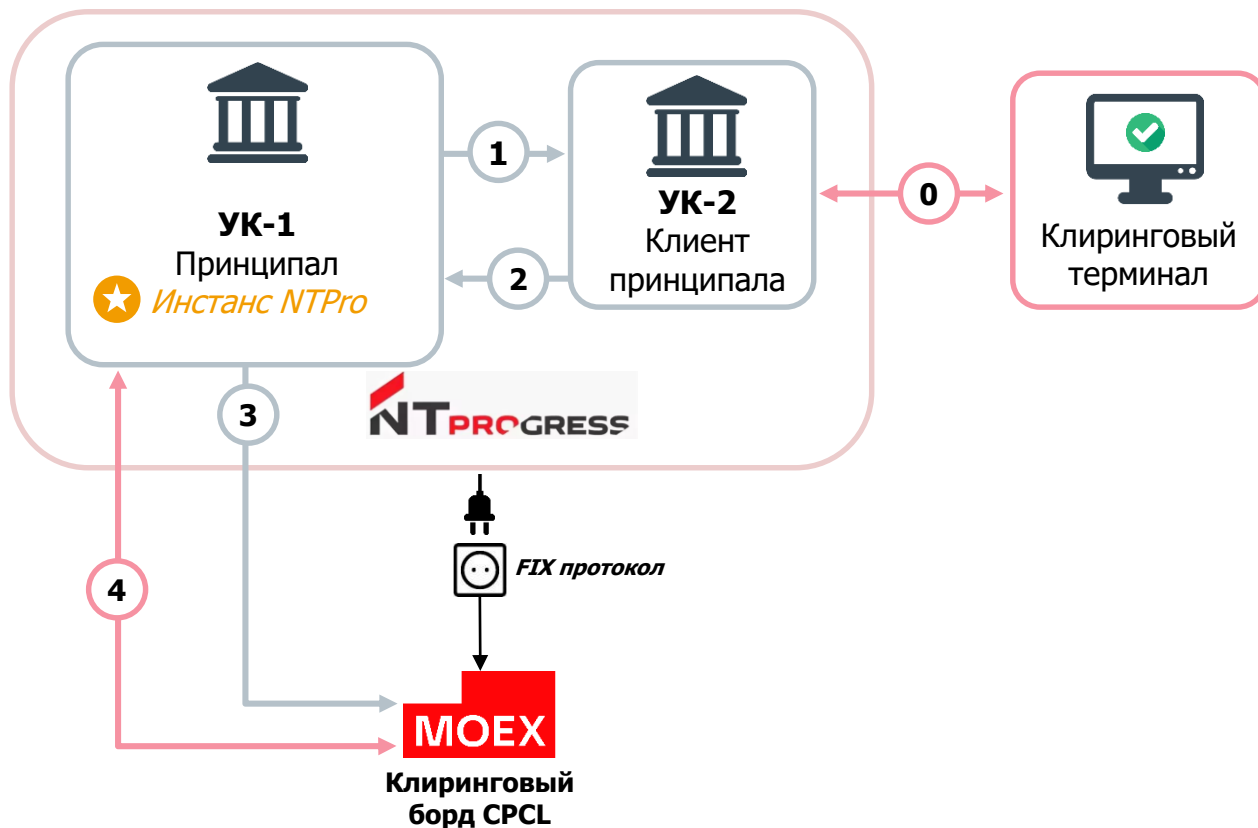 1
УК-1
Принципал
Инстанс NTPro
УК-2
Клиент
принципала
2
0
Клиринговый
терминал
3
NTPROGRESS
FIX протокол
4
MOEX
Клиринговый
борд CPCL